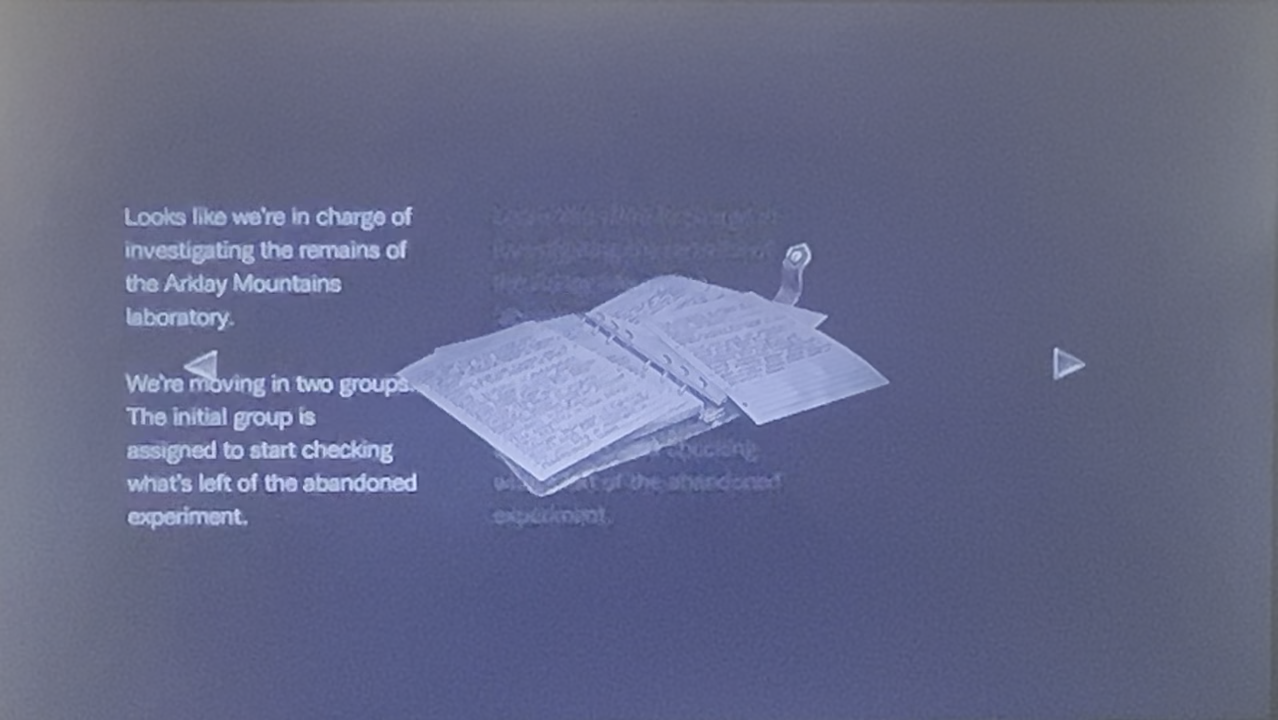 Looks like we're in charge of
investigating the remains of
the Arklay Mountains
laboratory.
We're moving in two groups.
The initial group is
assigned to start checking
what's left of the abandoned
experiment.